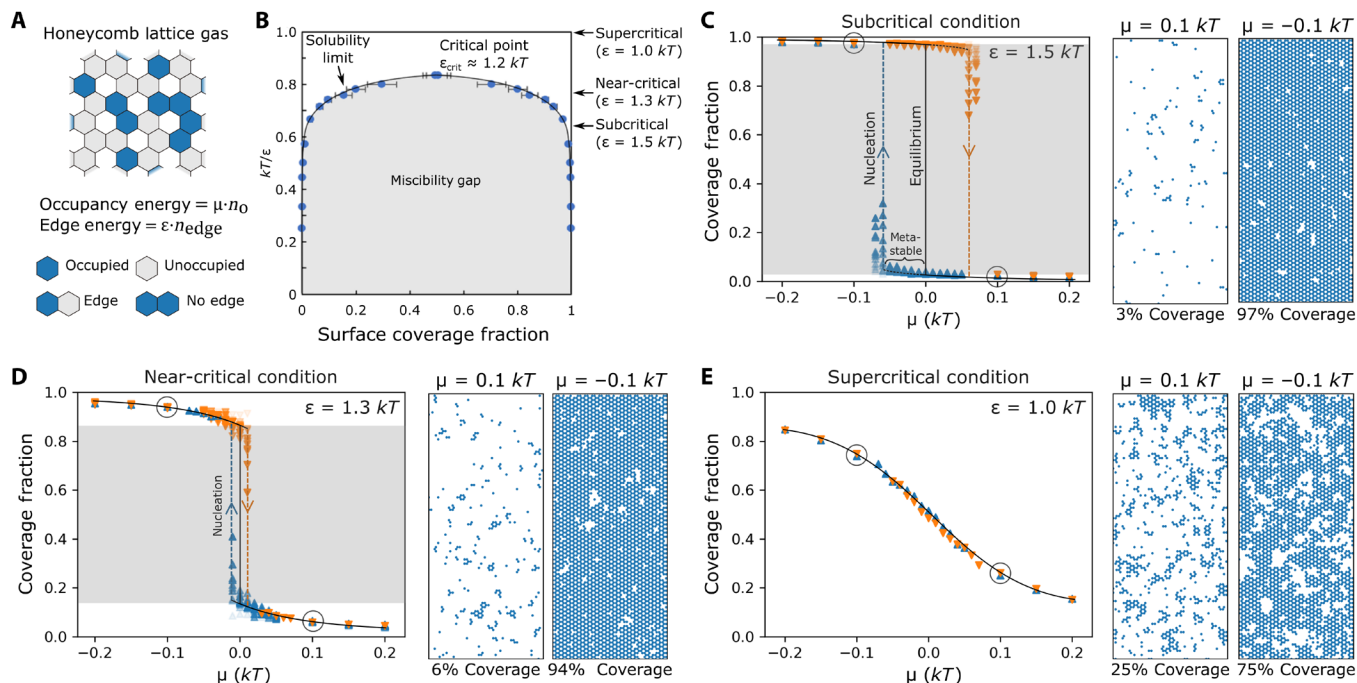 A
Honeycomb lattice gas
Occupancy energy = μ·n₀
Edge energy = ε·n_edge
Occupied
Unoccupied
Edge
No edge
B
Solubility
limit
Critical point
ε_crit ≈ 1.2 kT
Miscibility gap
Supercritical
(ε = 1.0 kT)
Near-critical
(ε = 1.3 kT)
Subcritical
(ε = 1.5 kT)
kT/ε
1
0.8
0.6
0.4
0.2
0
0 0.2 0.4 0.6 0.8 1
Surface coverage fraction
C
Subcritical condition
ε = 1.5 kT
Nucleation
Equilibrium
Meta-
stable
Coverage fraction
1.0
0.8
0.6
0.4
0.2
0.0
−0.2 −0.1 0.0 0.1 0.2
μ (kT)
μ = 0.1 kT
3% Coverage
μ = −0.1 kT
97% Coverage
D
Near-critical condition
ε = 1.3 kT
Nucleation
Coverage fraction
1.0
0.8
0.6
0.4
0.2
0.0
−0.2 −0.1 0.0 0.1 0.2
μ (kT)
μ = 0.1 kT
6% Coverage
μ = −0.1 kT
94% Coverage
E
Supercritical condition
ε = 1.0 kT
Coverage fraction
1.0
0.8
0.6
0.4
0.2
0.0
−0.2 −0.1 0.0 0.1 0.2
μ (kT)
μ = 0.1 kT
25% Coverage
μ = −0.1 kT
75% Coverage